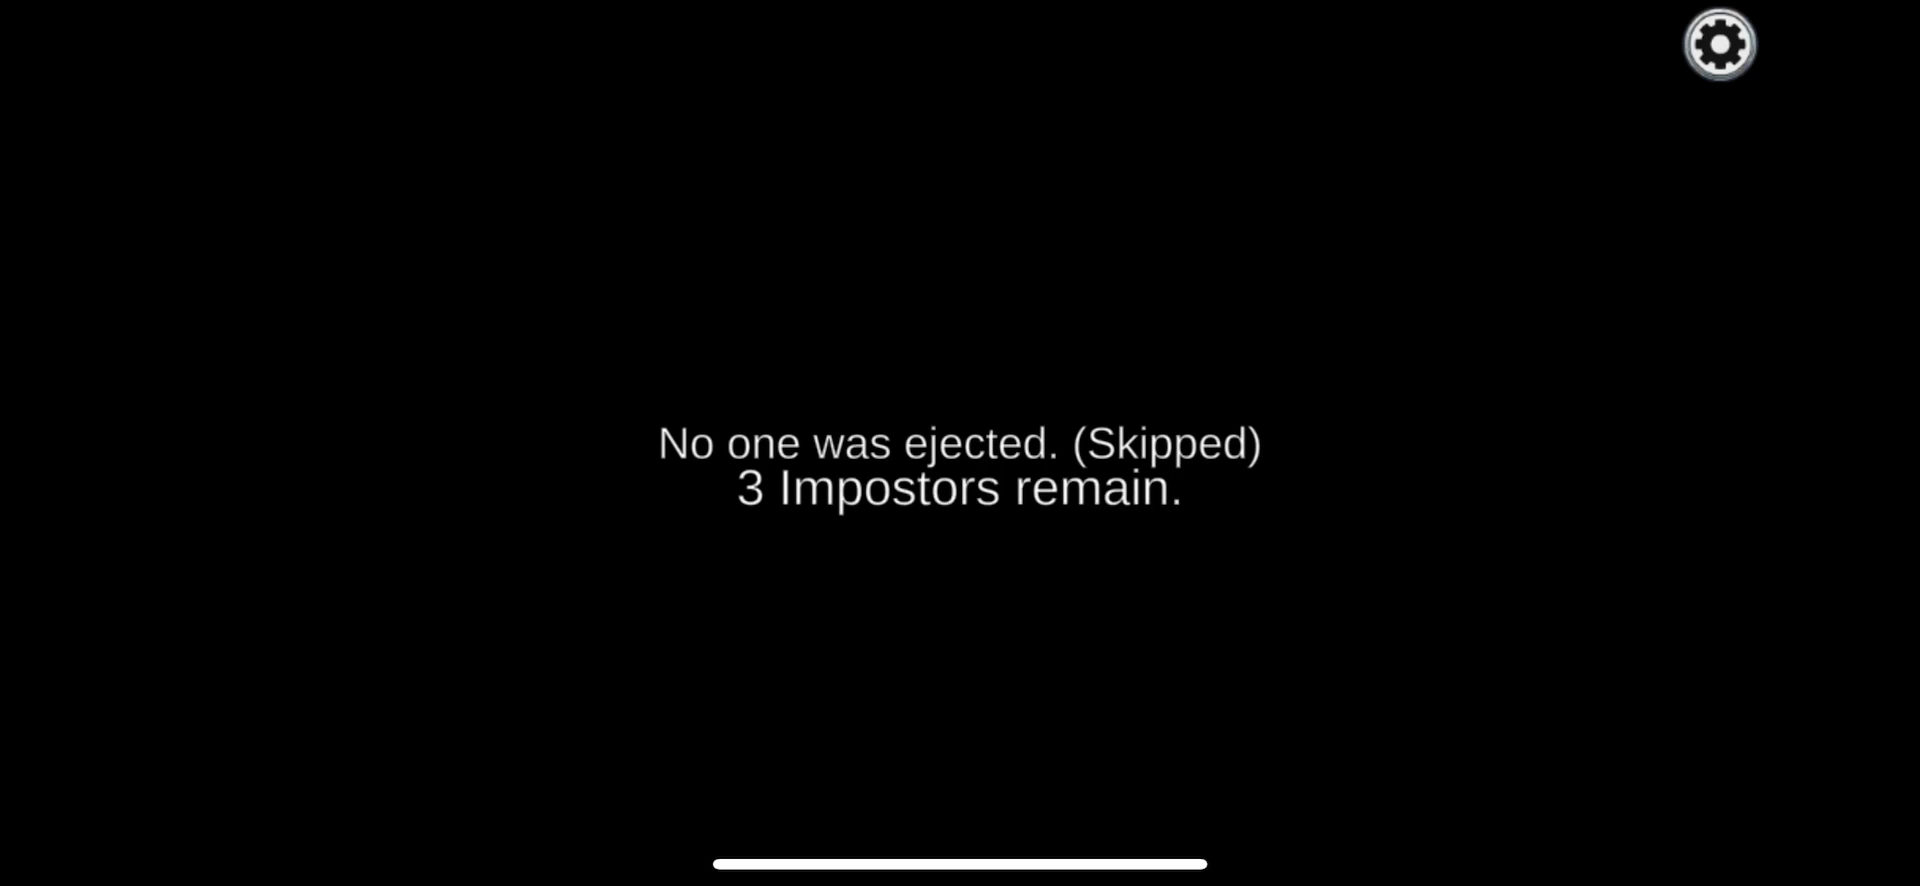 No one was ejected. (Skipped)
3 Impostors remain.